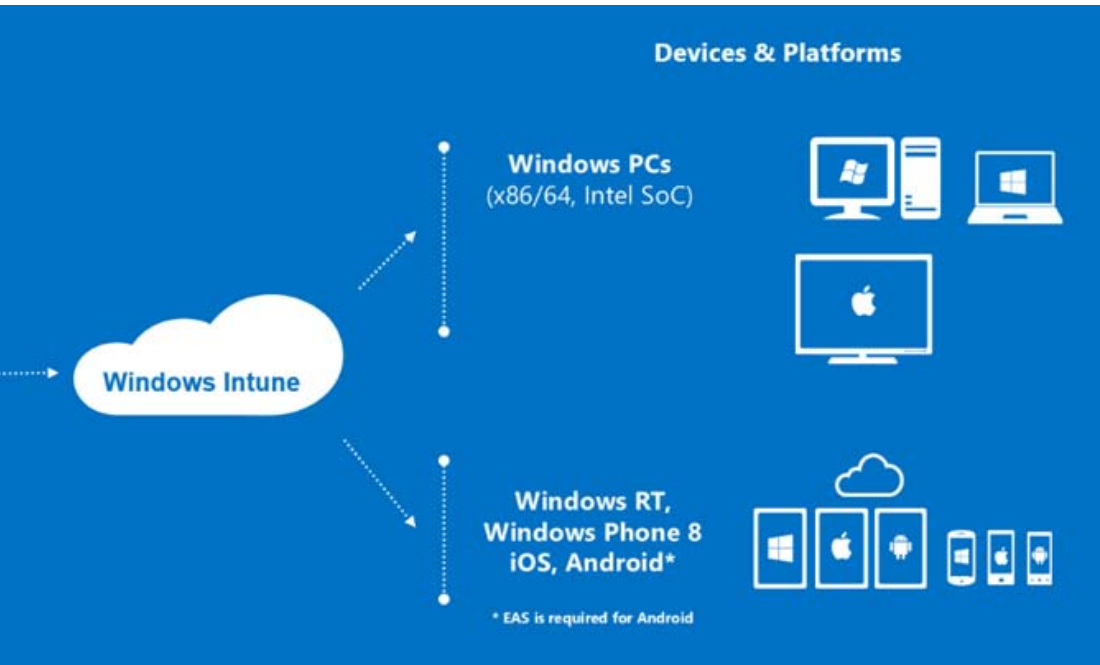 Devices & Platforms
Windows PCs
(x86/64, Intel SoC)
Windows Intune
Windows RT,
Windows Phone 8
iOS, Android*
* EAS is required for Android